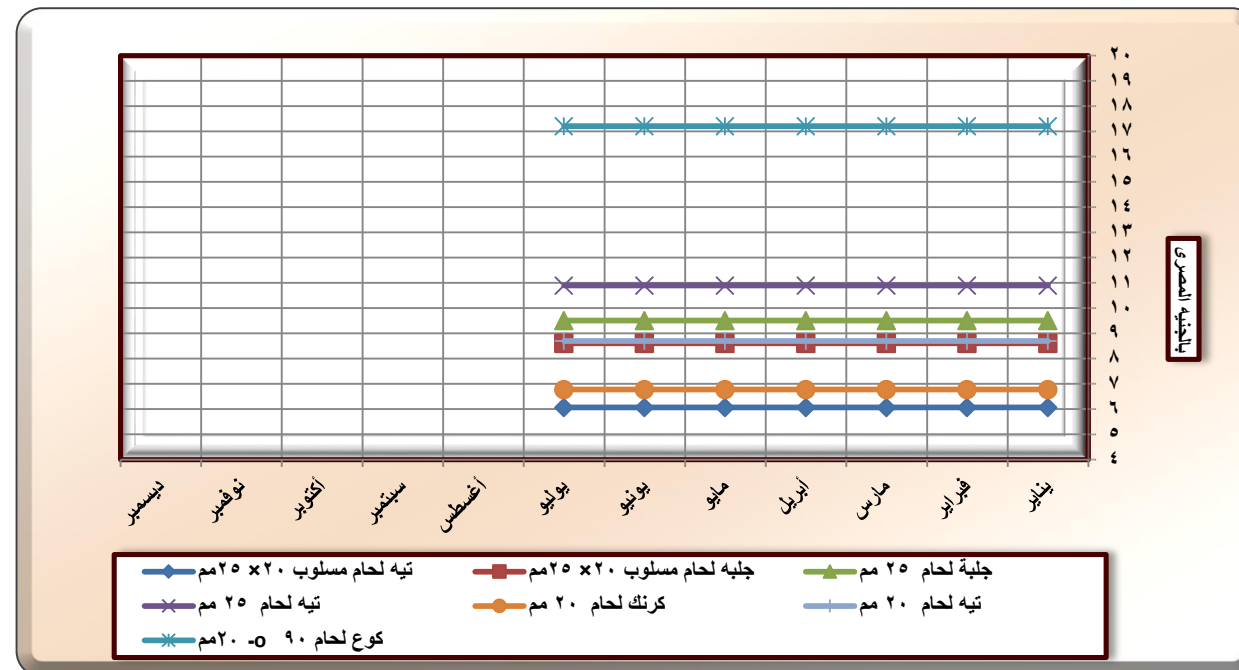 ٢٠
١٩
١٨
١٧
١٦
١٥
١٤
١٣
١٢
١١
١٠
٩
٨
٧
٦
٥
٤
بالجنيه المصرى
يناير
فبراير
مارس
أبريل
مايو
يونيو
يوليو
أغسطس
سبتمبر
أكتوبر
نوفمبر
ديسمبر
تيه لحام مسلوب ٢٠× ٢٥مم
جلبه لحام مسلوب ٢٠× ٢٥مم
جلبة لحام ٢٥ مم
تيه لحام ٢٥ مم
كرنك لحام ٢٠ مم
تيه لحام ٢٠ مم
كوع لحام ٩٠ o- ٢٠مم